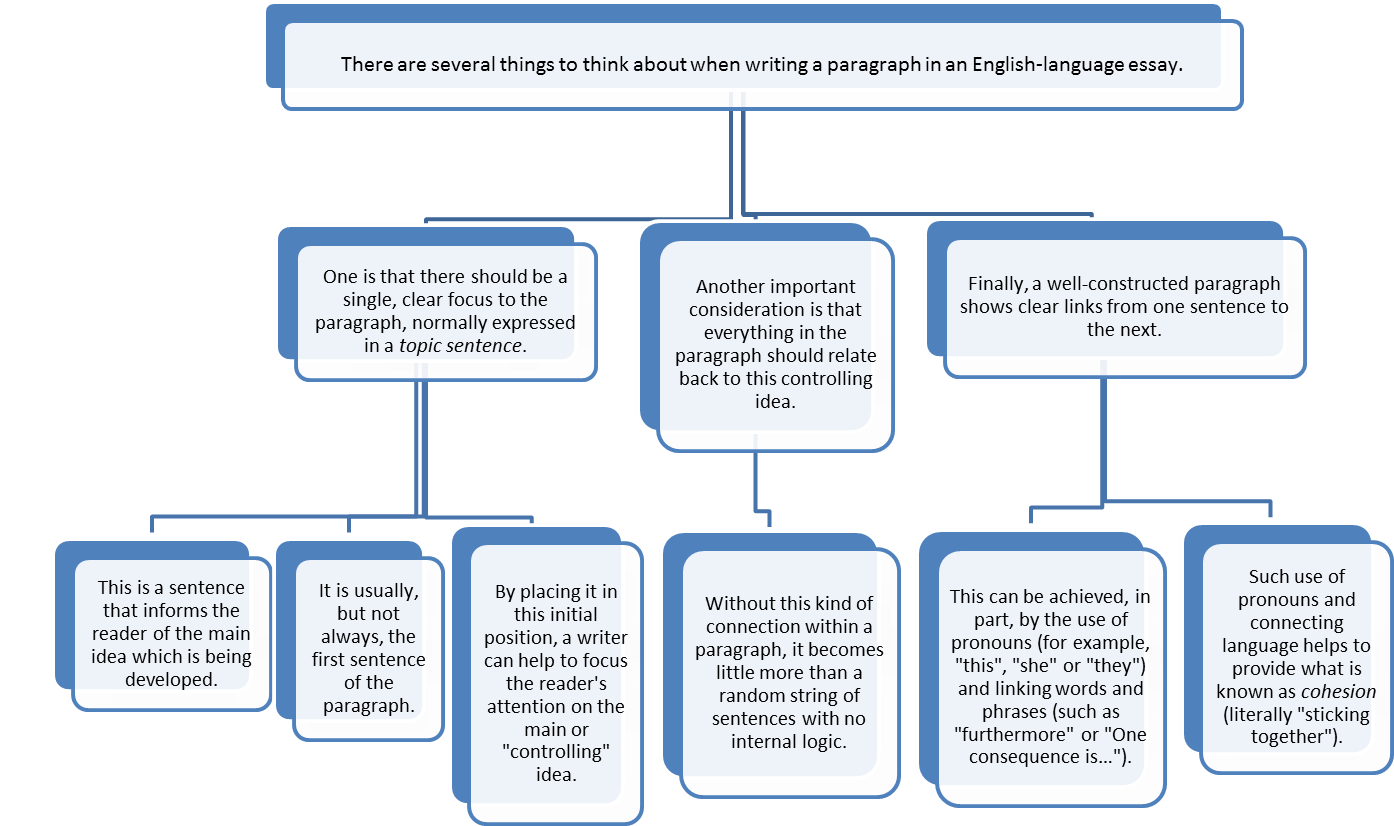 There are several things to think about when writing a paragraph in an English-language essay.
One is that there should be a
single, clear focus to the
paragraph, normally expressed
in a topic sentence.
Another important
consideration is that
everything in the
paragraph should relate
back to this controlling
idea.
Finally, a well-constructed paragraph
shows clear links from one sentence to
the next.
This is a sentence
that informs the
reader of the main
idea which is being
developed.
It is usually,
but not
always, the
first sentence
of the
paragraph.
By placing it in
this initial
position, a writer
can help to focus
the reader's
attention on the
main or
"controlling"
idea.
Without this kind of
connection within a
paragraph, it becomes
little more than a
random string of
sentences with no
internal logic.
This can be achieved, in
part, by the use of
pronouns (for example,
"this", "she" or "they")
and linking words and
phrases (such as
"furthermore" or "One
consequence is...").
Such use of
pronouns and
connecting
language helps to
provide what is
known as cohesion
(literally "sticking
together").